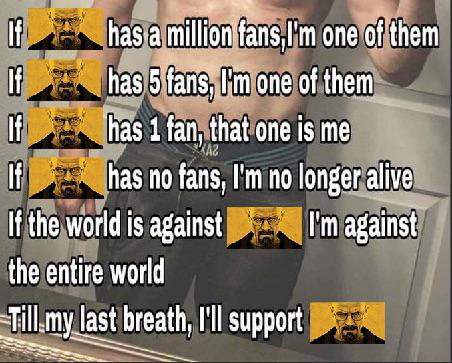 If has a million fans,I'm one of them
If has 5 fans, I'm one of them
If has 1 fan, that one is me
If has no fans, I'm no longer alive
If the world is against I'm against
the entire world
Till my last breath, I'll support